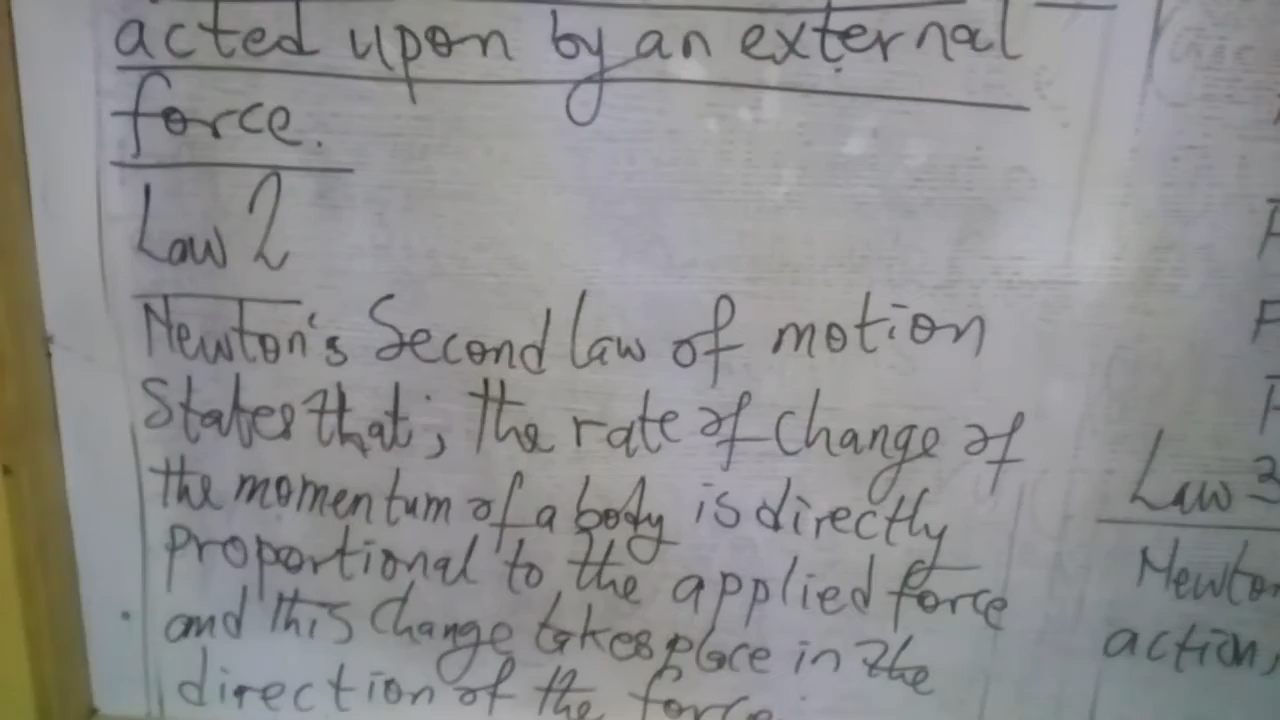 acted upon by an external
force.
Law 2
Newton's Second law of motion
States that; the rate of change of
the momentum of a body is directly
proportional to the applied force
and this change takes place in the
direction of the force
F
F
F
Law 3
action,